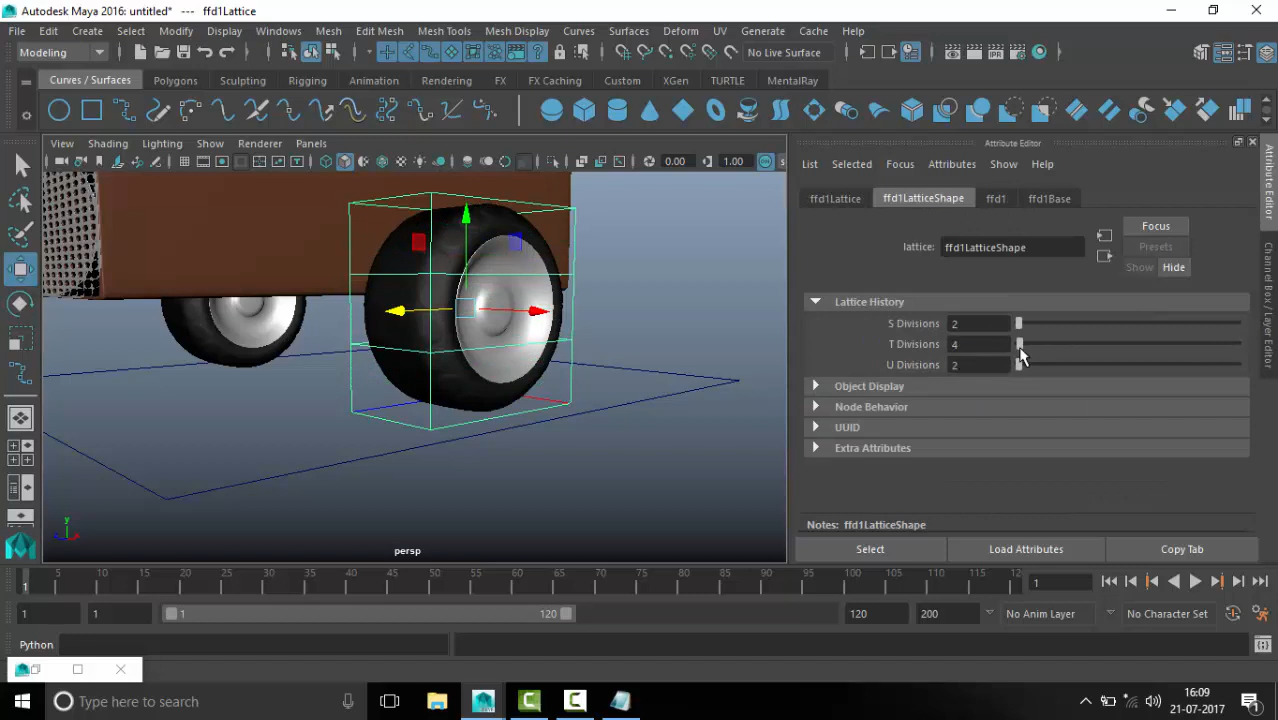 Autodesk Maya 2016: untitled* --- ffd1Lattice
File Edit Create Select Modify Display Windows Mesh Edit Mesh Mesh Tools Mesh Display Curves Surfaces Deform UV Generate Cache Help
Modeling No Live Surface
Curves / Surfaces Polygons Sculpting Rigging Animation Rendering FX FX Caching Custom XGen TURTLE MentalRay
View Shading Lighting Show Renderer Panels
0.00 1.00
Attribute Editor
List Selected Focus Attributes Show Help
ffd1Lattice ffd1LatticeShape ffd1 ffd1Base
Focus
Presets
Show Hide
lattice: ffd1LatticeShape
Lattice History
S Divisions 2
T Divisions 4
U Divisions 2
Object Display
Node Behavior
UUID
Extra Attributes
Notes: ffd1LatticeShape
Select Load Attributes Copy Tab
Attribute Editor
Channel Box / Layer Editor
y
persp
1 5 10 15 20 25 30 35 40 45 50 55 60 65 70 75 80 85 90 95 100 105 110 115 12
1
1 1 1 120 120 200 No Anim Layer No Character Set
Python
Type here to search
16:09
21-07-2017